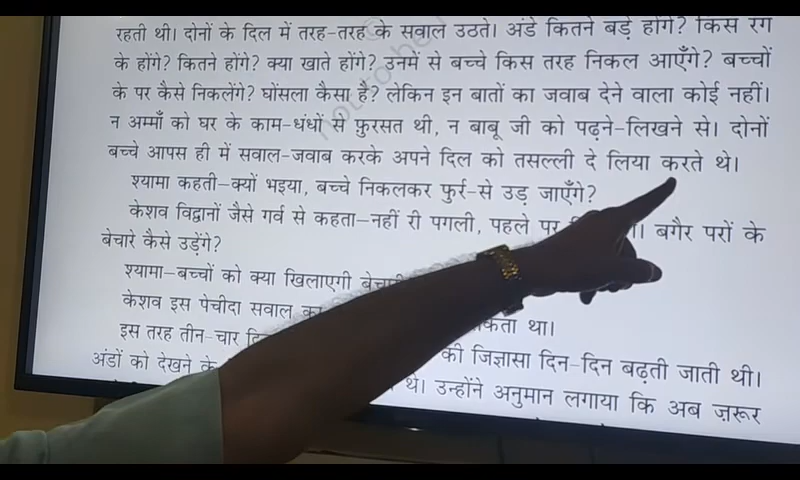 रहती थी। दोनों के दिल में तरह-तरह के सवाल उठते। अंडे कितने बड़े होंगे? किस रंग
के होंगे? कितने होंगे? क्या खाते होंगे? उनमें से बच्चे किस तरह निकल आएँगे? बच्चों
के पर कैसे निकलेंगे? घोंसला कैसा है? लेकिन इन बातों का जवाब देने वाला कोई नहीं।
न अम्माँ को घर के काम-धंधों से फ़ुरसत थी, न बाबू जी को पढ़ने-लिखने से। दोनों
बच्चे आपस ही में सवाल-जवाब करके अपने दिल को तसल्ली दे लिया करते थे।
श्यामा कहती-क्यों भइया, बच्चे निकलकर फुर्र-से उड़ जाएँगे?
केशव विद्वानों जैसे गर्व से कहता-नहीं री पगली, पहले पर बगैर परों के
बेचारे कैसे उड़ेंगे?
श्यामा-बच्चों को क्या खिलाएगी
केशव इस पेचीदा सवाल का था।
इस तरह तीन-चार की जिज्ञासा दिन-दिन बढ़ती जाती थी।
अंडों को देखने के थे। उन्होंने अनुमान लगाया कि अब ज़रूर